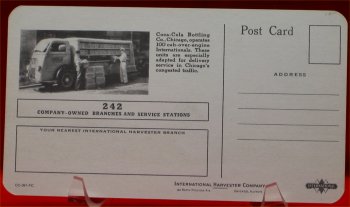 Coca-Cola Bottling
Co., Chicago, operates
100 cab-over-engine
Internationals. These
units are especially
adapted for delivery
service in Chicago's
congested traffic.
Post Card
ADDRESS
242
COMPANY-OWNED BRANCHES AND SERVICE STATIONS
YOUR NEAREST INTERNATIONAL HARVESTER BRANCH
INTERNATIONAL HARVESTER COMPANY